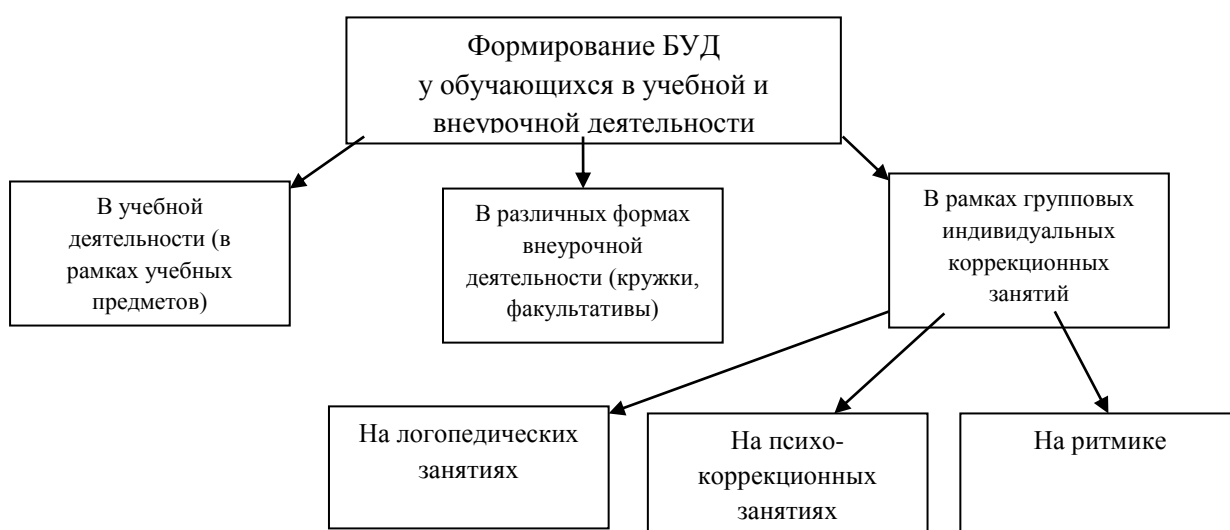 Формирование БУД
у обучающихся в учебной и
внеурочной деятельности
В учебной
деятельности (в
рамках учебных
предметов)
В различных формах
внеурочной
деятельности (кружки,
факультативы)
В рамках групповых
индивидуальных
коррекционных
занятий
На логопедических
занятиях
На психо-
коррекционных
занятиях
На ритмике